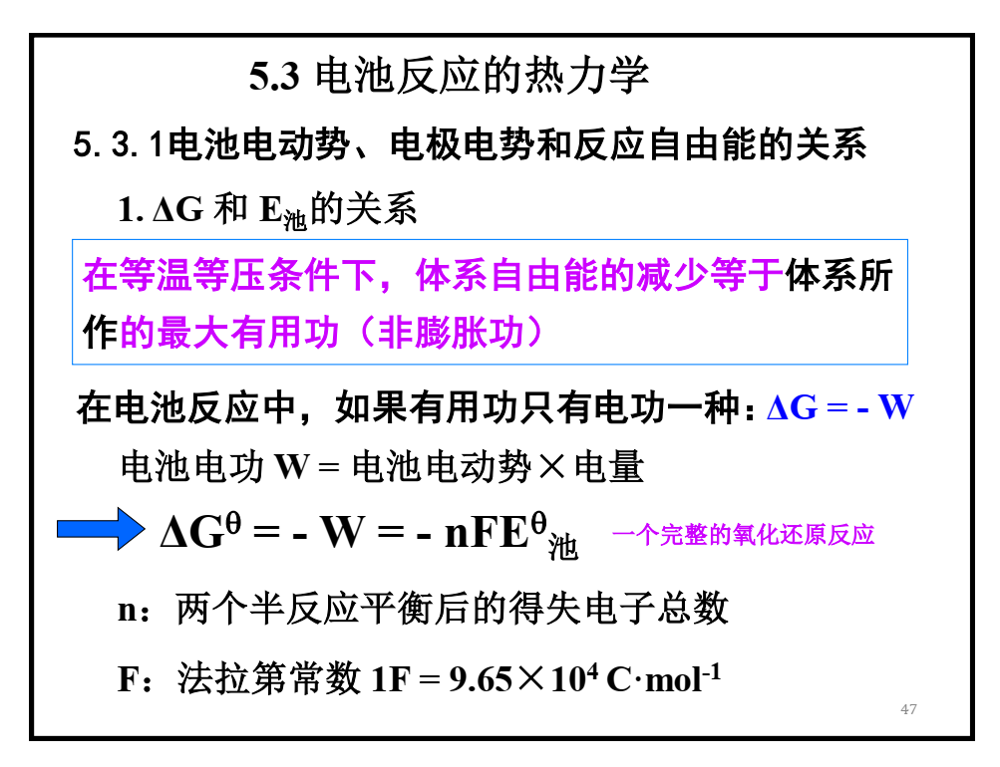 5.3 电池反应的热力学
5.3.1电池电动势、电极电势和反应自由能的关系
1. ΔG 和 E池的关系
在等温等压条件下，体系自由能的减少等于体系所
作的最大有用功（非膨胀功）
在电池反应中，如果有用功只有电功一种：ΔG = - W
电池电功 W = 电池电动势×电量
ΔGᶿ = - W = - nFEᶿ池 一个完整的氧化还原反应
n：两个半反应平衡后的得失电子总数
F：法拉第常数 1F = 9.65×10⁴ C·mol⁻¹
47